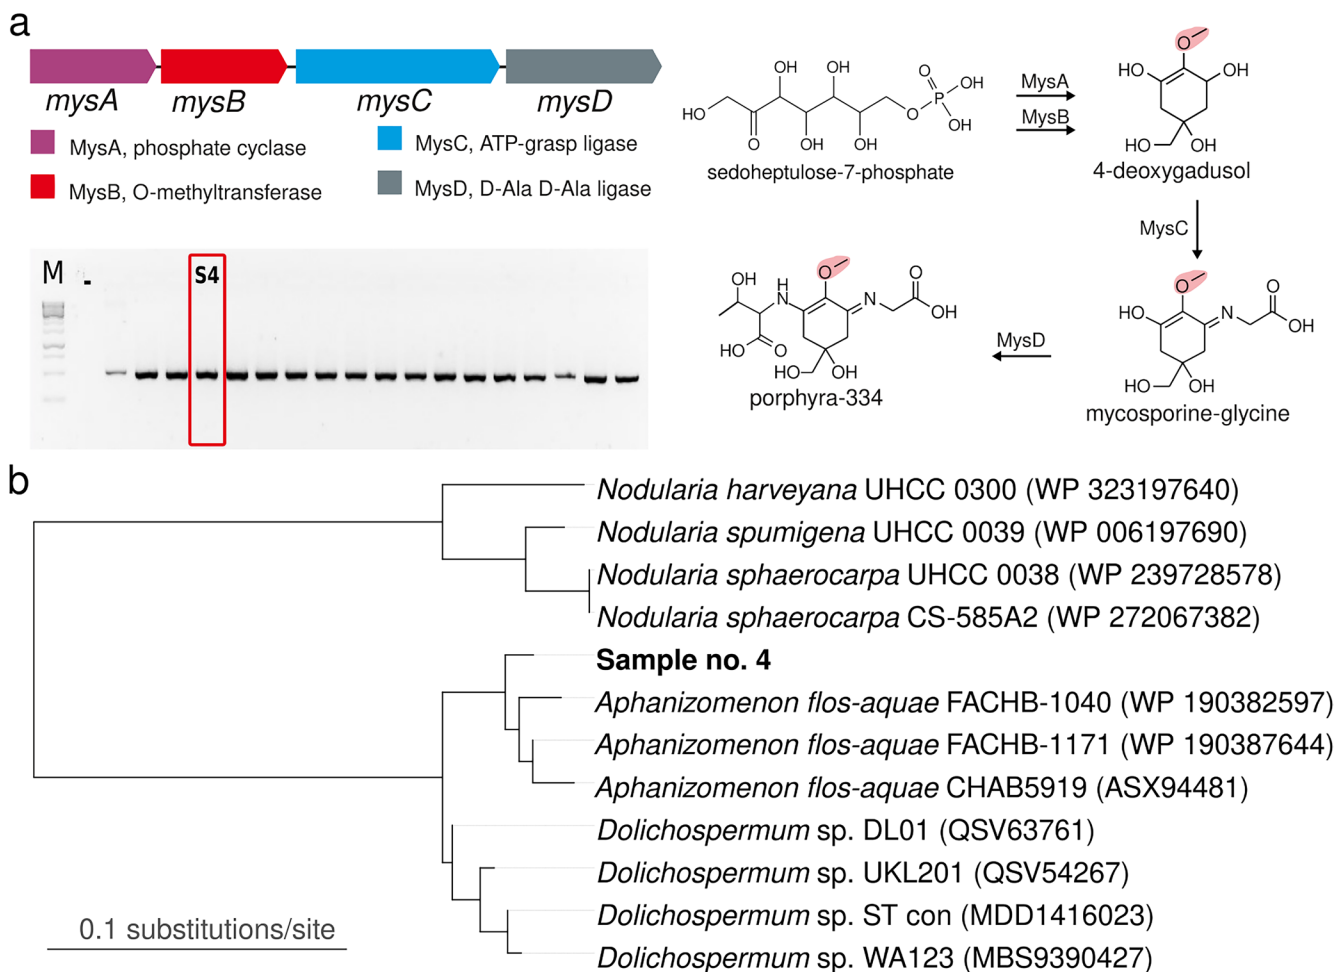 a
mysA mysB mysC mysD
MysA, phosphate cyclase
MysB, O-methyltransferase
MysC, ATP-grasp ligase
MysD, D-Ala D-Ala ligase
HO
O
OH
OH
OH
OH
O
O
P
OH
OH
sedoheptulose-7-phosphate
MysA
MysB
O
HO
OH
HO
OH
4-deoxygadusol
MysC
O
HO
N
O
OH
HO
OH
mycosporine-glycine
MysD
OH
H
N
O
N
O
OH
HO
O
HO
OH
porphyra-334
M
-
S4
b
Nodularia harveyana UHCC 0300 (WP 323197640)
Nodularia spumigena UHCC 0039 (WP 006197690)
Nodularia sphaerocarpa UHCC 0038 (WP 239728578)
Nodularia sphaerocarpa CS-585A2 (WP 272067382)
Sample no. 4
Aphanizomenon flos-aquae FACHB-1040 (WP 190382597)
Aphanizomenon flos-aquae FACHB-1171 (WP 190387644)
Aphanizomenon flos-aquae CHAB5919 (ASX94481)
Dolichospermum sp. DL01 (QSV63761)
Dolichospermum sp. UKL201 (QSV54267)
Dolichospermum sp. ST con (MDD1416023)
Dolichospermum sp. WA123 (MBS9390427)
0.1 substitutions/site